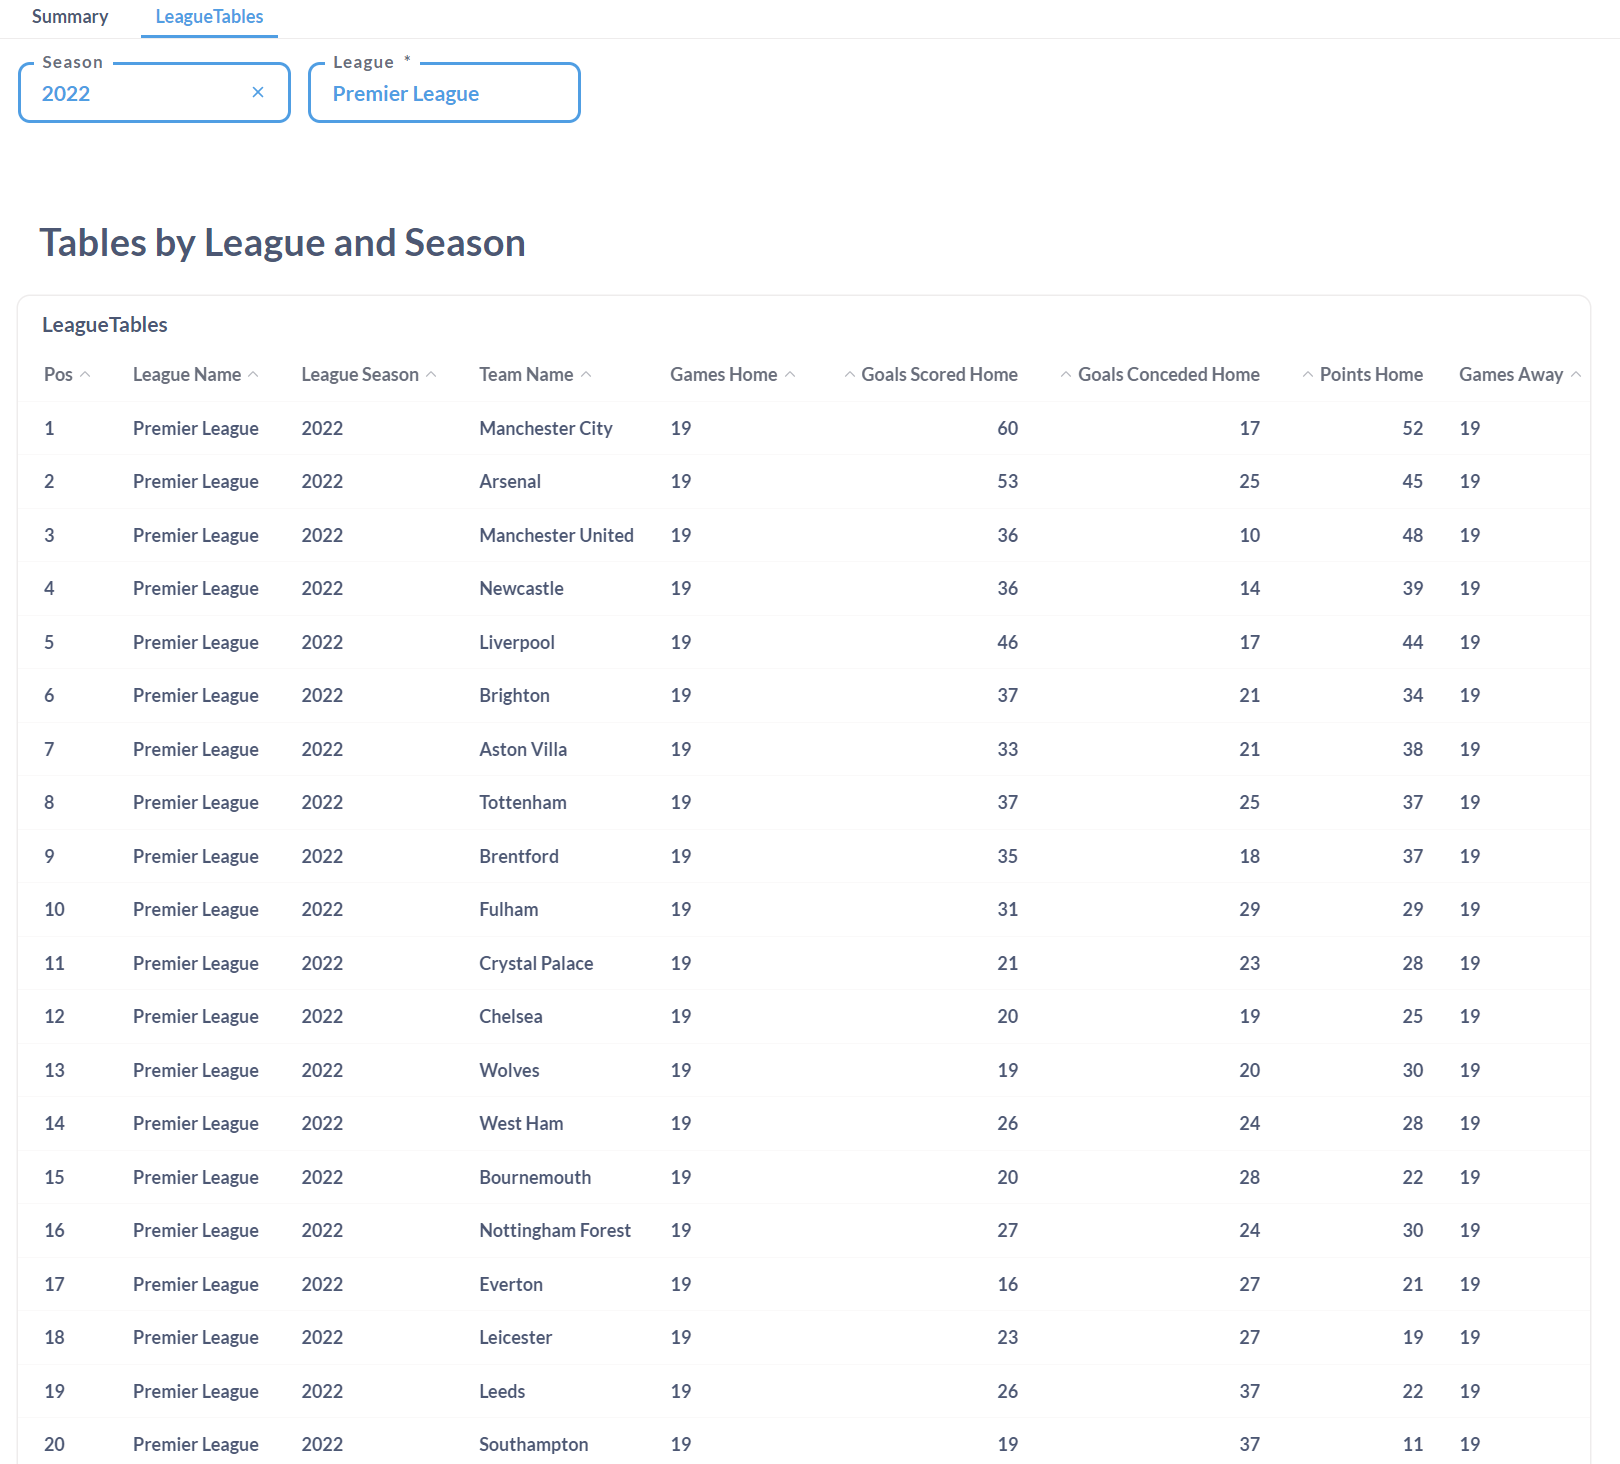 Summary LeagueTables
Season League *
2022 × Premier League
Tables by League and Season
LeagueTables
Pos League Name League Season Team Name Games Home Goals Scored Home Goals Conceded Home Points Home Games Away
1 Premier League 2022 Manchester City 19 60 17 52 19
2 Premier League 2022 Arsenal 19 53 25 45 19
3 Premier League 2022 Manchester United 19 36 10 48 19
4 Premier League 2022 Newcastle 19 36 14 39 19
5 Premier League 2022 Liverpool 19 46 17 44 19
6 Premier League 2022 Brighton 19 37 21 34 19
7 Premier League 2022 Aston Villa 19 33 21 38 19
8 Premier League 2022 Tottenham 19 37 25 37 19
9 Premier League 2022 Brentford 19 35 18 37 19
10 Premier League 2022 Fulham 19 31 29 29 19
11 Premier League 2022 Crystal Palace 19 21 23 28 19
12 Premier League 2022 Chelsea 19 20 19 25 19
13 Premier League 2022 Wolves 19 19 20 30 19
14 Premier League 2022 West Ham 19 26 24 28 19
15 Premier League 2022 Bournemouth 19 20 28 22 19
16 Premier League 2022 Nottingham Forest 19 27 24 30 19
17 Premier League 2022 Everton 19 16 27 21 19
18 Premier League 2022 Leicester 19 23 27 19 19
19 Premier League 2022 Leeds 19 26 37 22 19
20 Premier League 2022 Southampton 19 19 37 11 19